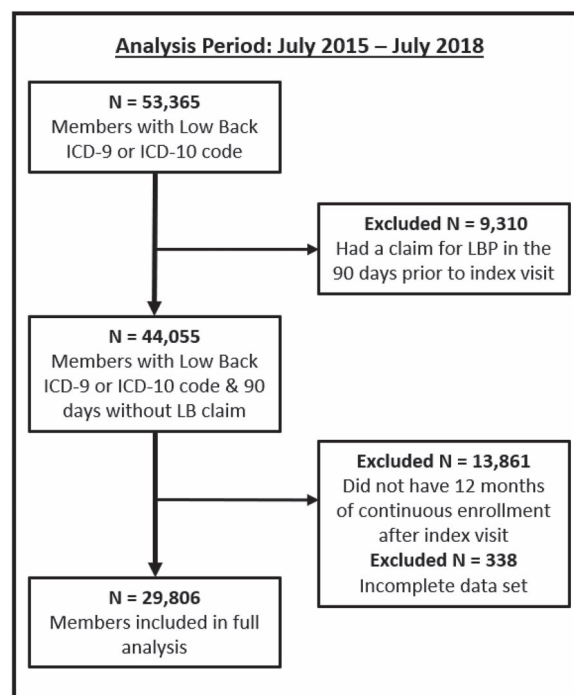 Analysis Period: July 2015 – July 2018
N = 53,365
Members with Low Back
ICD-9 or ICD-10 code
Excluded N = 9,310
Had a claim for LBP in the
90 days prior to index visit
N = 44,055
Members with Low Back
ICD-9 or ICD-10 code & 90
days without LB claim
Excluded N = 13,861
Did not have 12 months
of continuous enrollment
after index visit
Excluded N = 338
Incomplete data set
N = 29,806
Members included in full
analysis